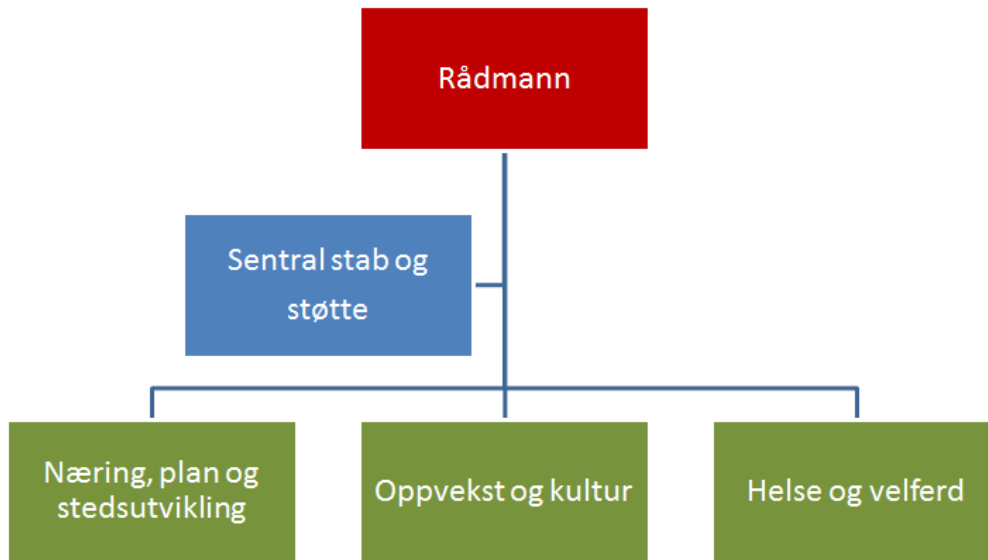 Rådmann
Sentral stab og
støtte
Næring, plan og
stedsutvikling
Oppvekst og kultur
Helse og velferd